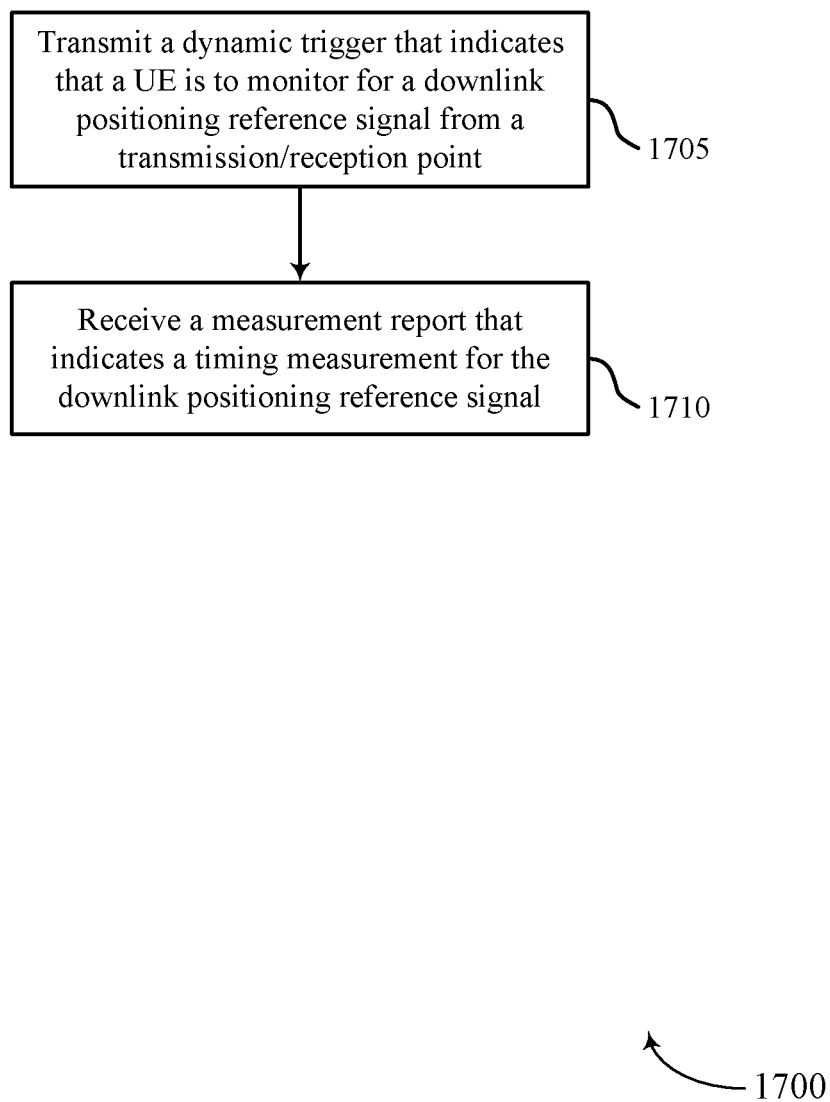 Transmit a dynamic trigger that indicates
that a UE is to monitor for a downlink
positioning reference signal from a
transmission/reception point
1705
Receive a measurement report that
indicates a timing measurement for the
downlink positioning reference signal
1710
1700